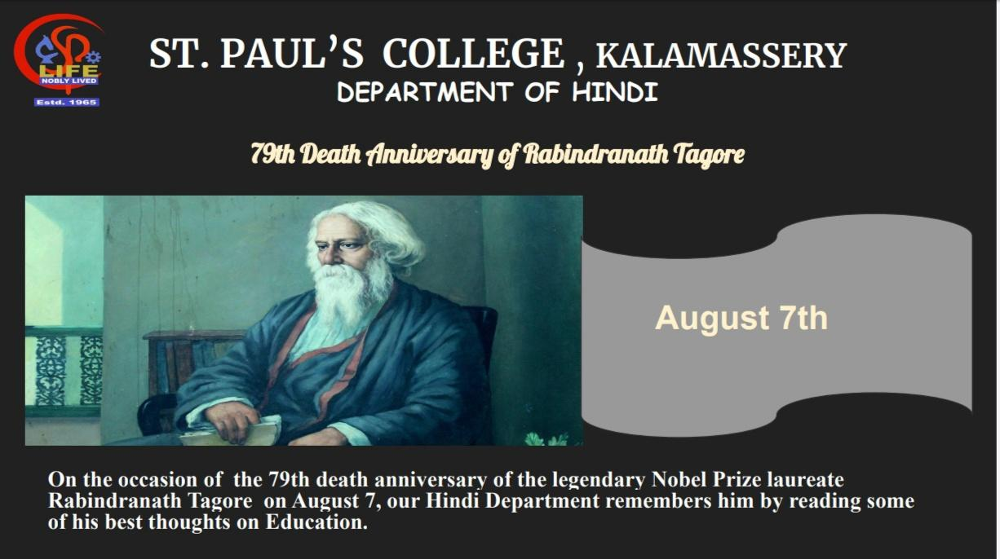 LIFE
NOBLY LIVED
Estd. 1965
ST. PAUL’S COLLEGE , KALAMASSERY
DEPARTMENT OF HINDI
79th Death Anniversary of Rabindranath Tagore
August 7th
On the occasion of the 79th death anniversary of the legendary Nobel Prize laureate
Rabindranath Tagore on August 7, our Hindi Department remembers him by reading some
of his best thoughts on Education.